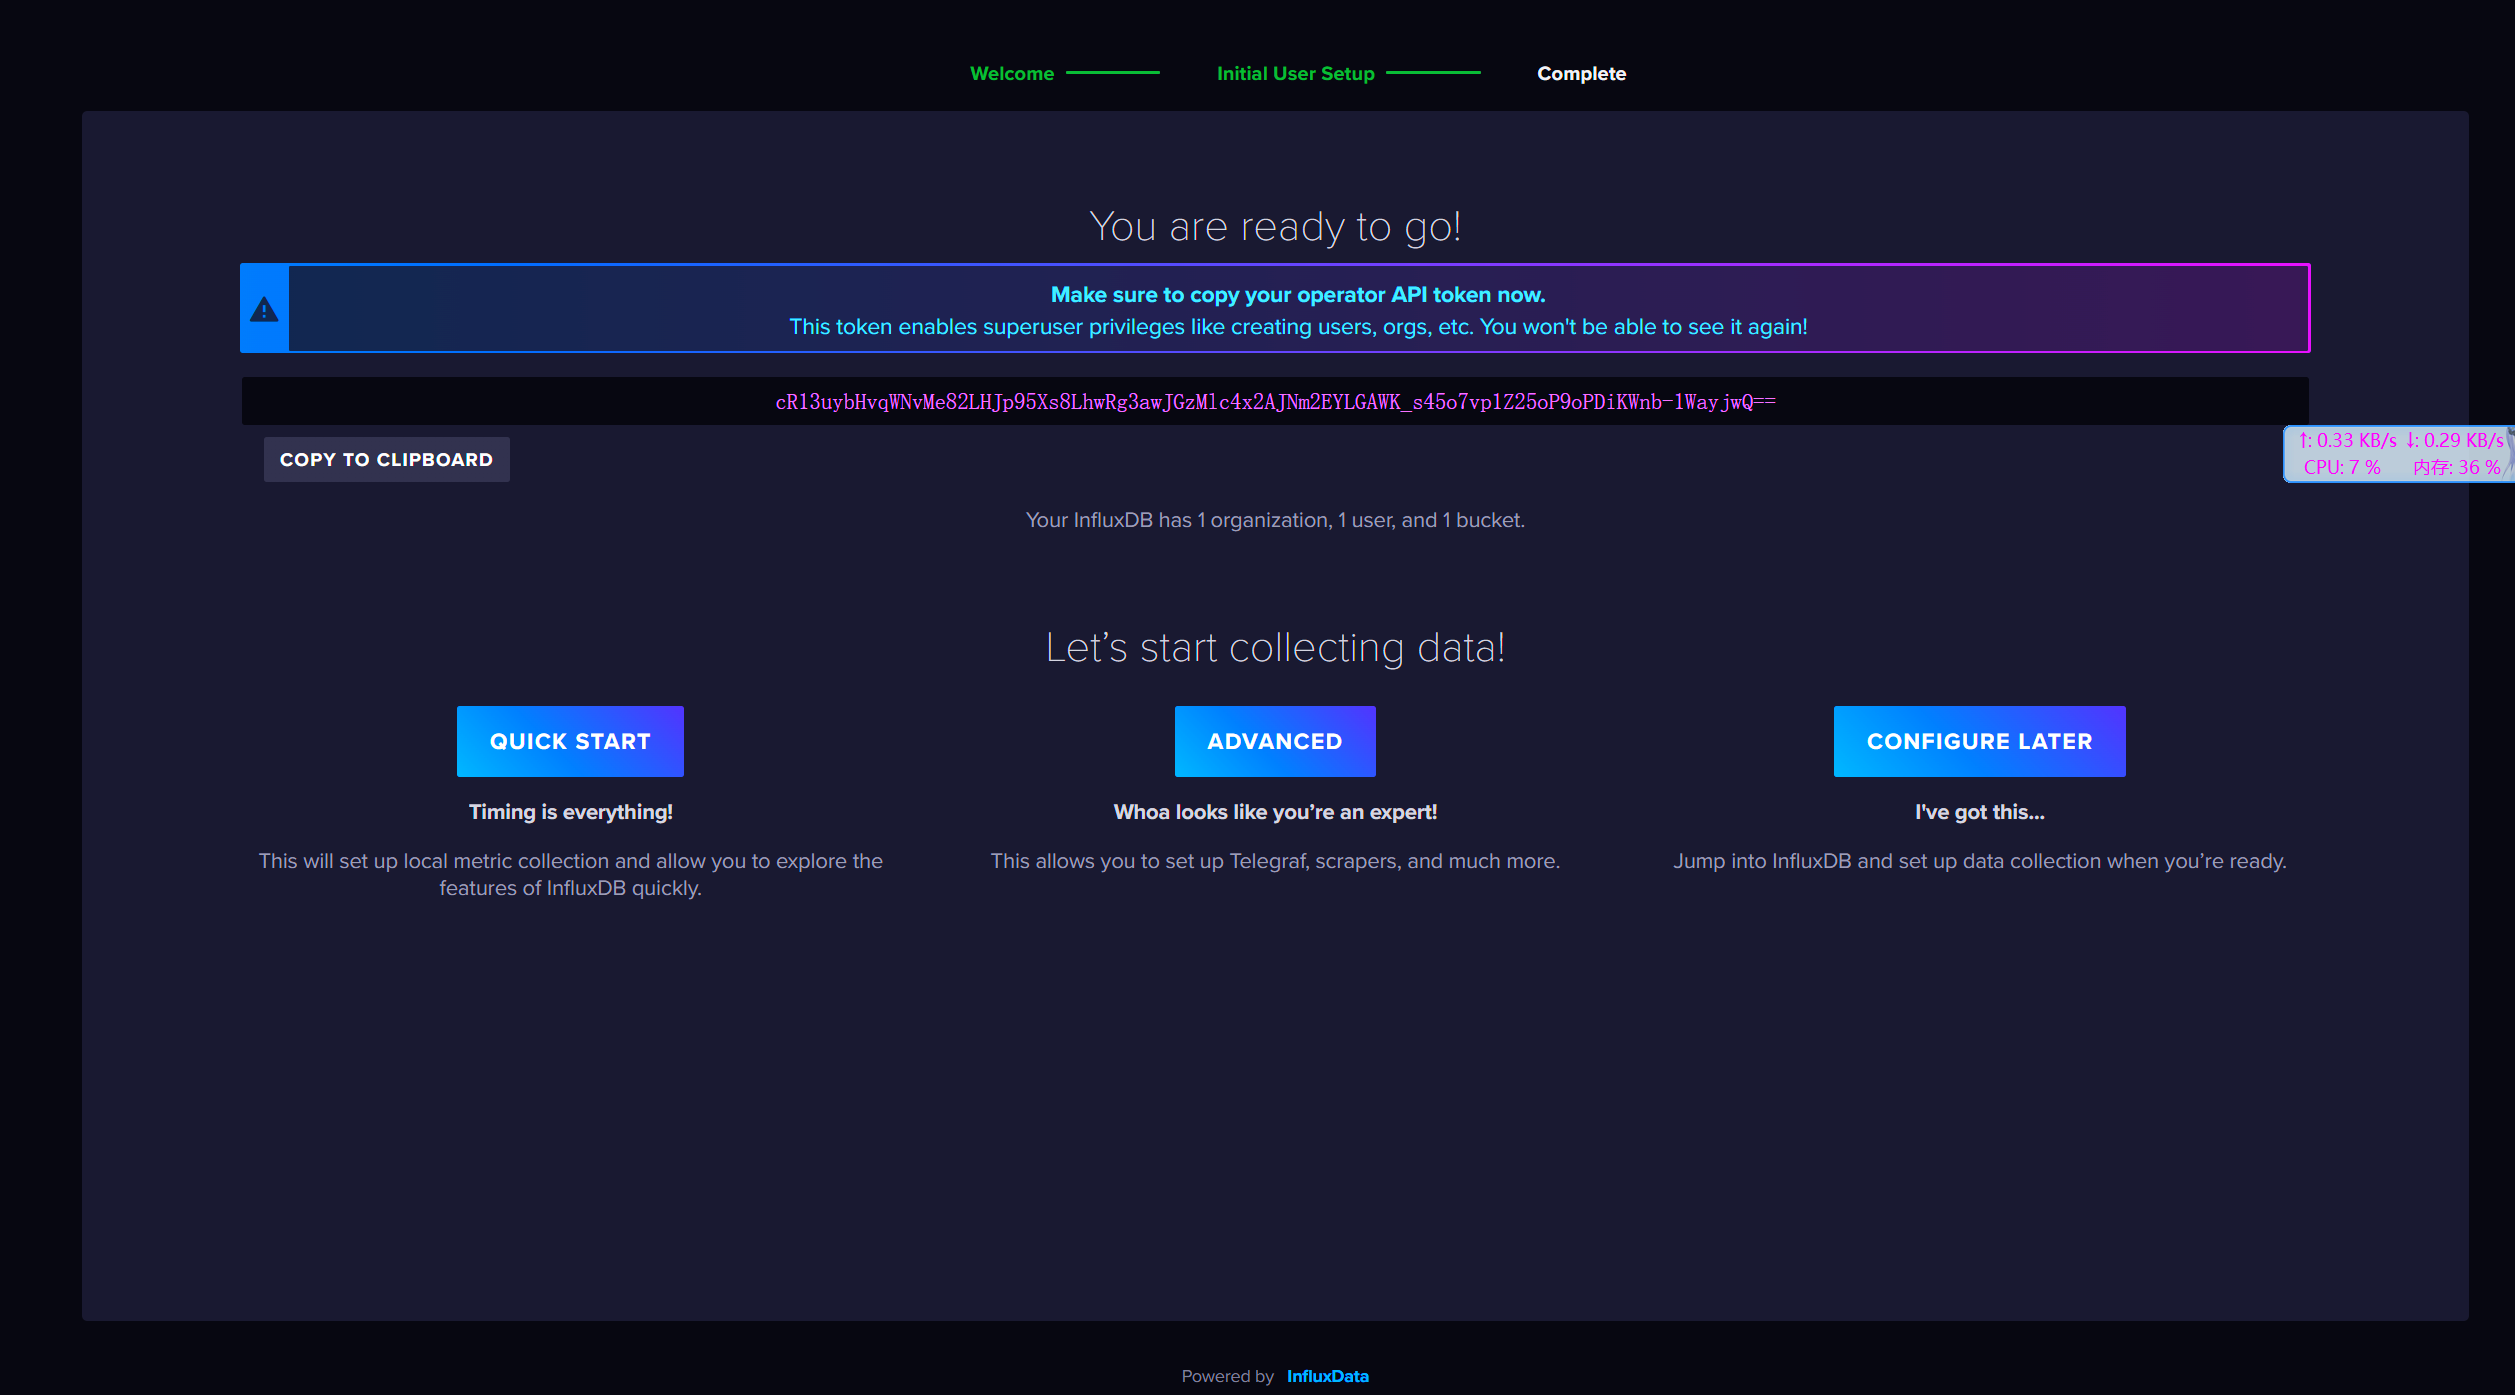 Welcome
Initial User Setup
Complete
You are ready to go!
Make sure to copy your operator API token now.
This token enables superuser privileges like creating users, orgs, etc. You won't be able to see it again!
cR13uybHvqWNvMe82LHJp95Xs8LhwRg3awJGzMlc4x2AJNm2EYLGAWK_s45o7vp1Z25oP9oPDiKWnb-1WayjwQ==
COPY TO CLIPBOARD
↑: 0.33 KB/s ↓: 0.29 KB/s
CPU: 7 % 内存: 36 %
Your InfluxDB has 1 organization, 1 user, and 1 bucket.
Let’s start collecting data!
QUICK START
Timing is everything!
This will set up local metric collection and allow you to explore the
features of InfluxDB quickly.
ADVANCED
Whoa looks like you’re an expert!
This allows you to set up Telegraf, scrapers, and much more.
CONFIGURE LATER
I've got this...
Jump into InfluxDB and set up data collection when you’re ready.
Powered by InfluxData